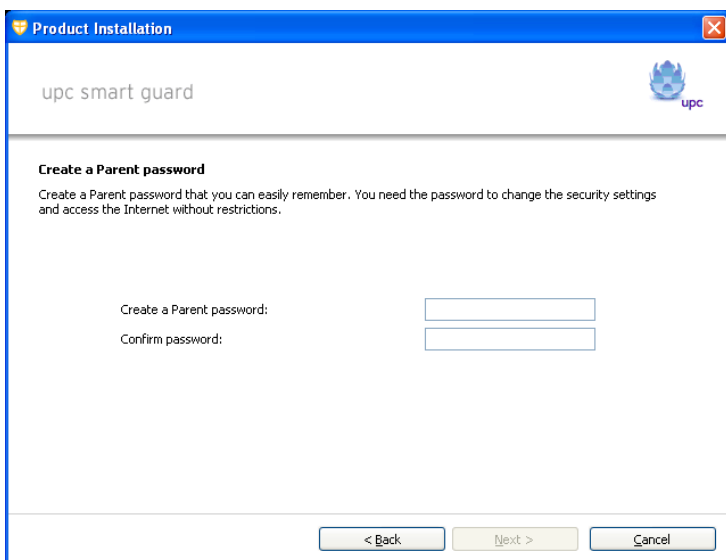 Product Installation
upc smart guard
upc
Create a Parent password
Create a Parent password that you can easily remember. You need the password to change the security settings
and access the Internet without restrictions.
Create a Parent password:
Confirm password:
< Back
Next >
Cancel